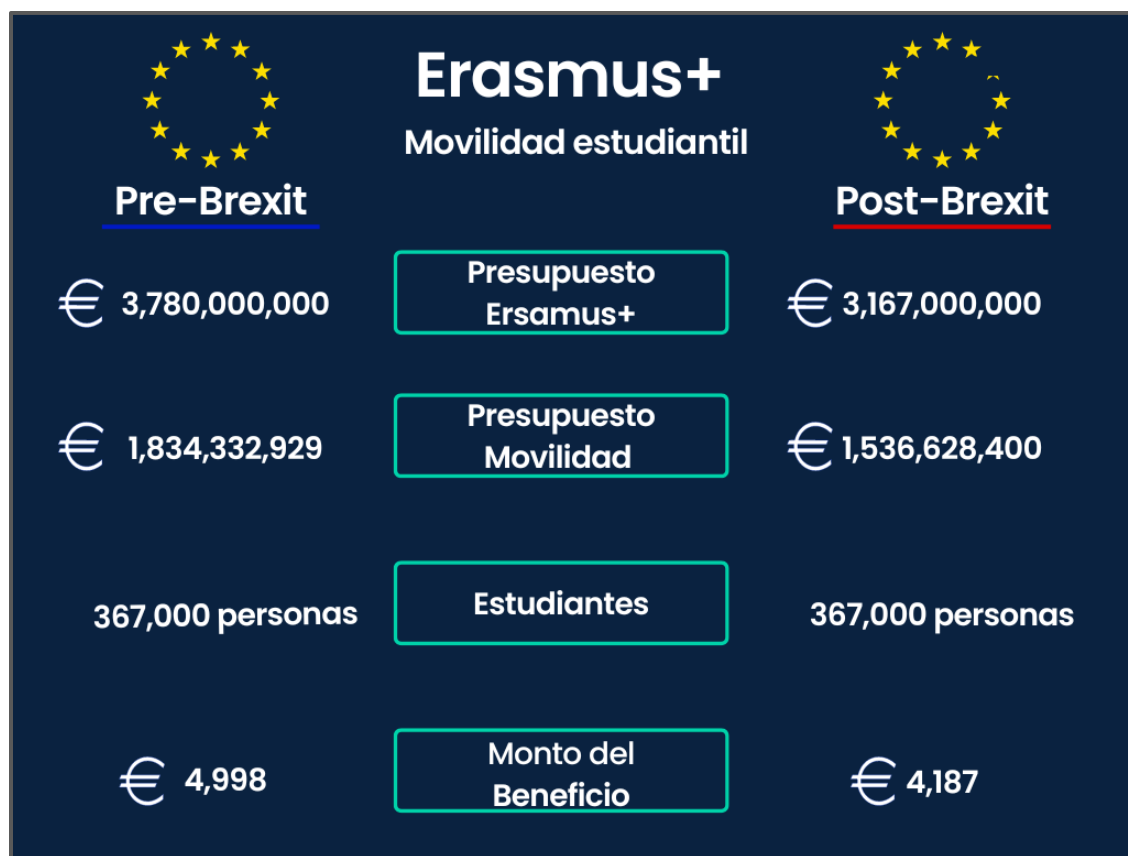 Erasmus+
Movilidad estudiantil
Pre-Brexit
Post-Brexit
€ 3,780,000,000
Presupuesto
Ersamus+
€ 3,167,000,000
€ 1,834,332,929
Presupuesto
Movilidad
€ 1,536,628,400
367,000 personas
Estudiantes
367,000 personas
€ 4,998
Monto del
Beneficio
€ 4,187